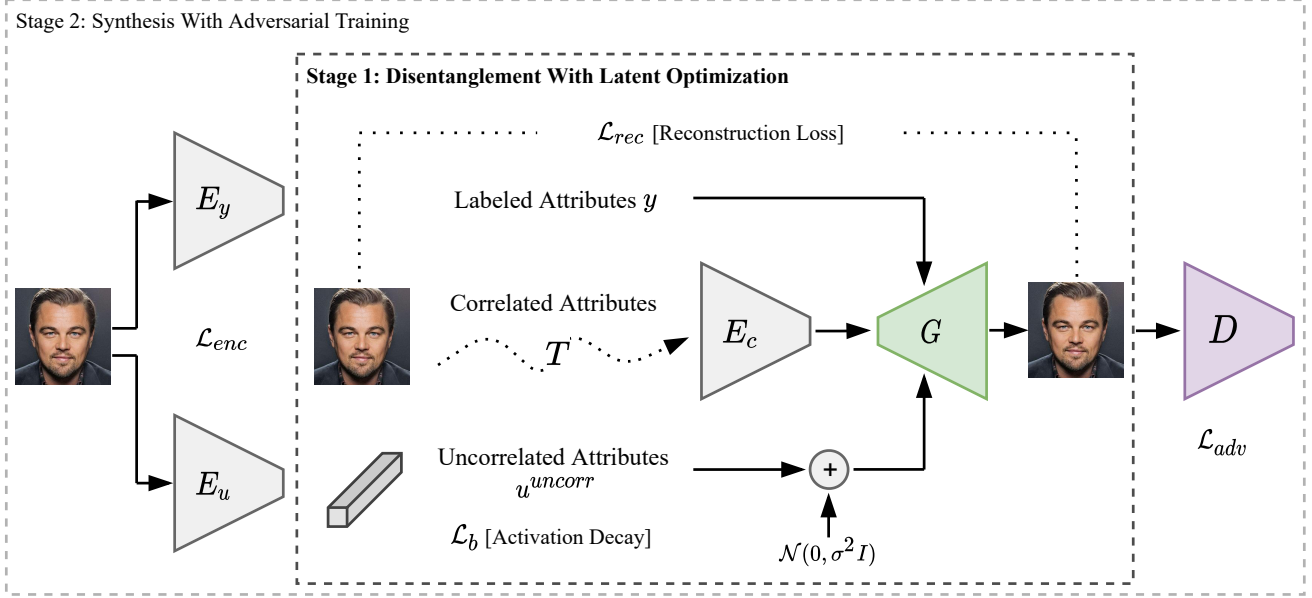 Stage 2: Synthesis With Adversarial Training
Stage 1: Disentanglement With Latent Optimization
ℒ_rec [Reconstruction Loss]
E_y
Labeled Attributes y
Correlated Attributes
ℒ_enc
T
E_c
G
D
ℒ_adv
Uncorrelated Attributes
u^uncorr
+
E_u
ℒ_b [Activation Decay]
𝒩(0, σ²I)